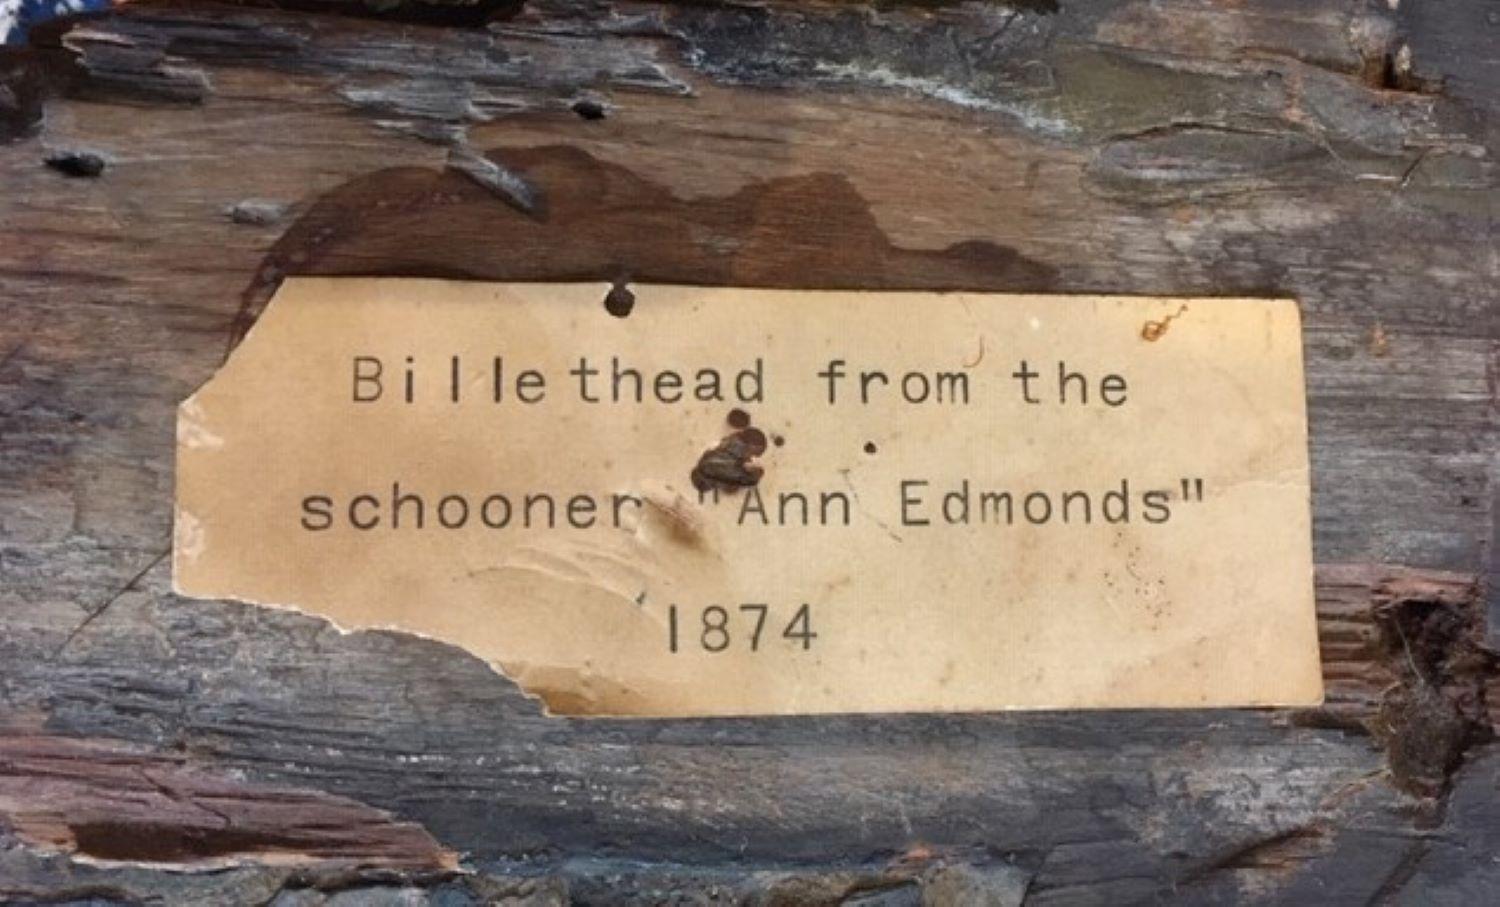 Billethead from the
schooner "Ann Edmonds"
1874